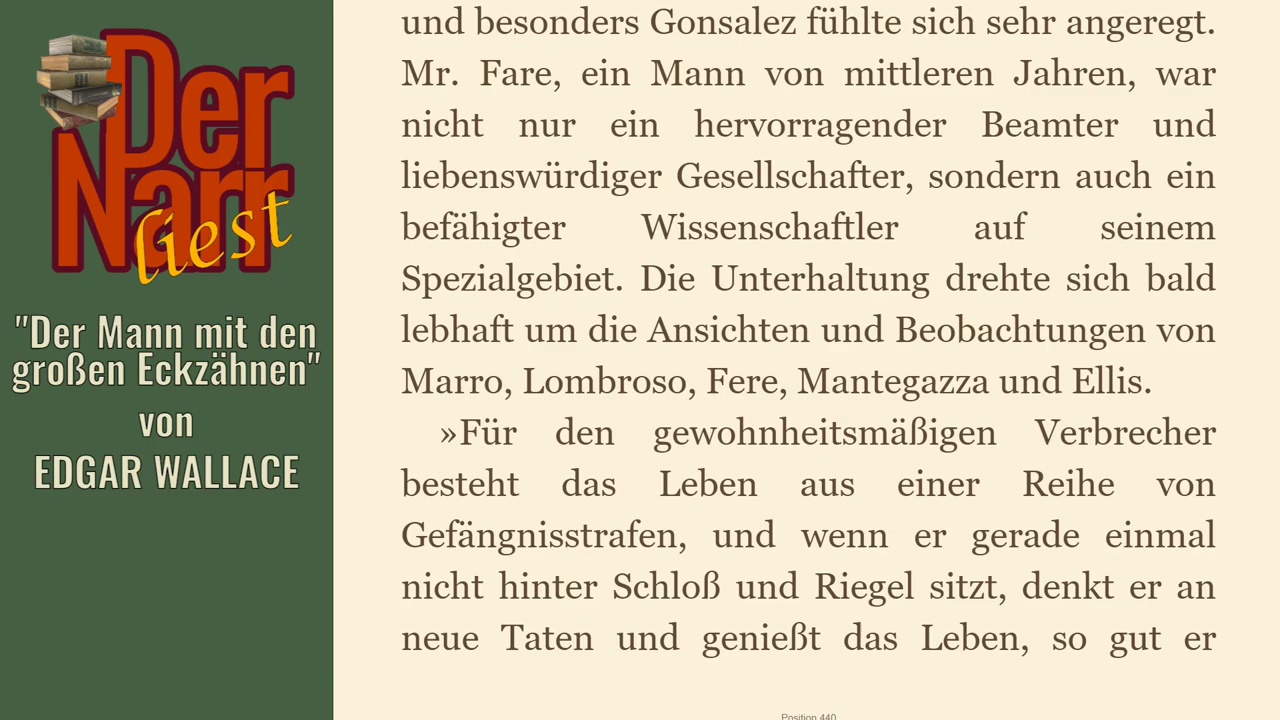 Der
Narr
liest
"Der Mann mit den
großen Eckzähnen"
von
EDGAR WALLACE
und besonders Gonsalez fühlte sich sehr angeregt.
Mr. Fare, ein Mann von mittleren Jahren, war
nicht nur ein hervorragender Beamter und
liebenswürdiger Gesellschafter, sondern auch ein
befähigter Wissenschaftler auf seinem
Spezialgebiet. Die Unterhaltung drehte sich bald
lebhaft um die Ansichten und Beobachtungen von
Marro, Lombroso, Fere, Mantegazza und Ellis.
»Für den gewohnheitsmäßigen Verbrecher
besteht das Leben aus einer Reihe von
Gefängnisstrafen, und wenn er gerade einmal
nicht hinter Schloß und Riegel sitzt, denkt er an
neue Taten und genießt das Leben, so gut er
Position 440